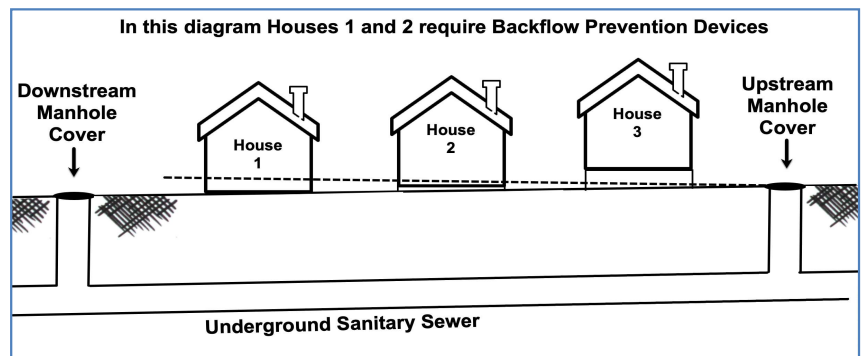 In this diagram Houses 1 and 2 require Backflow Prevention Devices
Downstream
Manhole
Cover
House
1
House
2
House
3
Upstream
Manhole
Cover
Underground Sanitary Sewer